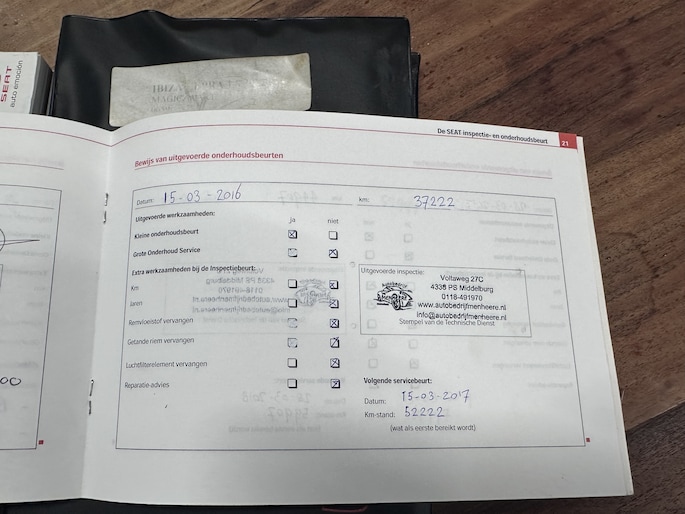 SEAT
auto emoción
IBIZA
De SEAT inspectie- en onderhoudsbeurt
21
Bewijs van uitgevoerde onderhoudsbeurten
Datum: 15-03-2016
km: 37222
Uitgevoerde werkzaamheden:
ja
niet
Kleine onderhoudsbeurt
Grote Onderhoud Service
Extra werkzaamheden bij de Inspectiebeurt:
Km
Jaren
Remvloeistof vervangen
Getande riem vervangen
Luchtfilterelement vervangen
Reparatie-advies
Uitgevoerde inspectie:
Voltaweg 27C
4338 PS Middelburg
0118-491970
www.autobedrijfmenheere.nl
info@autobedrijfmenheere.nl
Stempel van de Technische Dienst
Volgende servicebeurt:
Datum: 15-03-2017
Km-stand: 52222
(wat als eerste bereikt wordt)